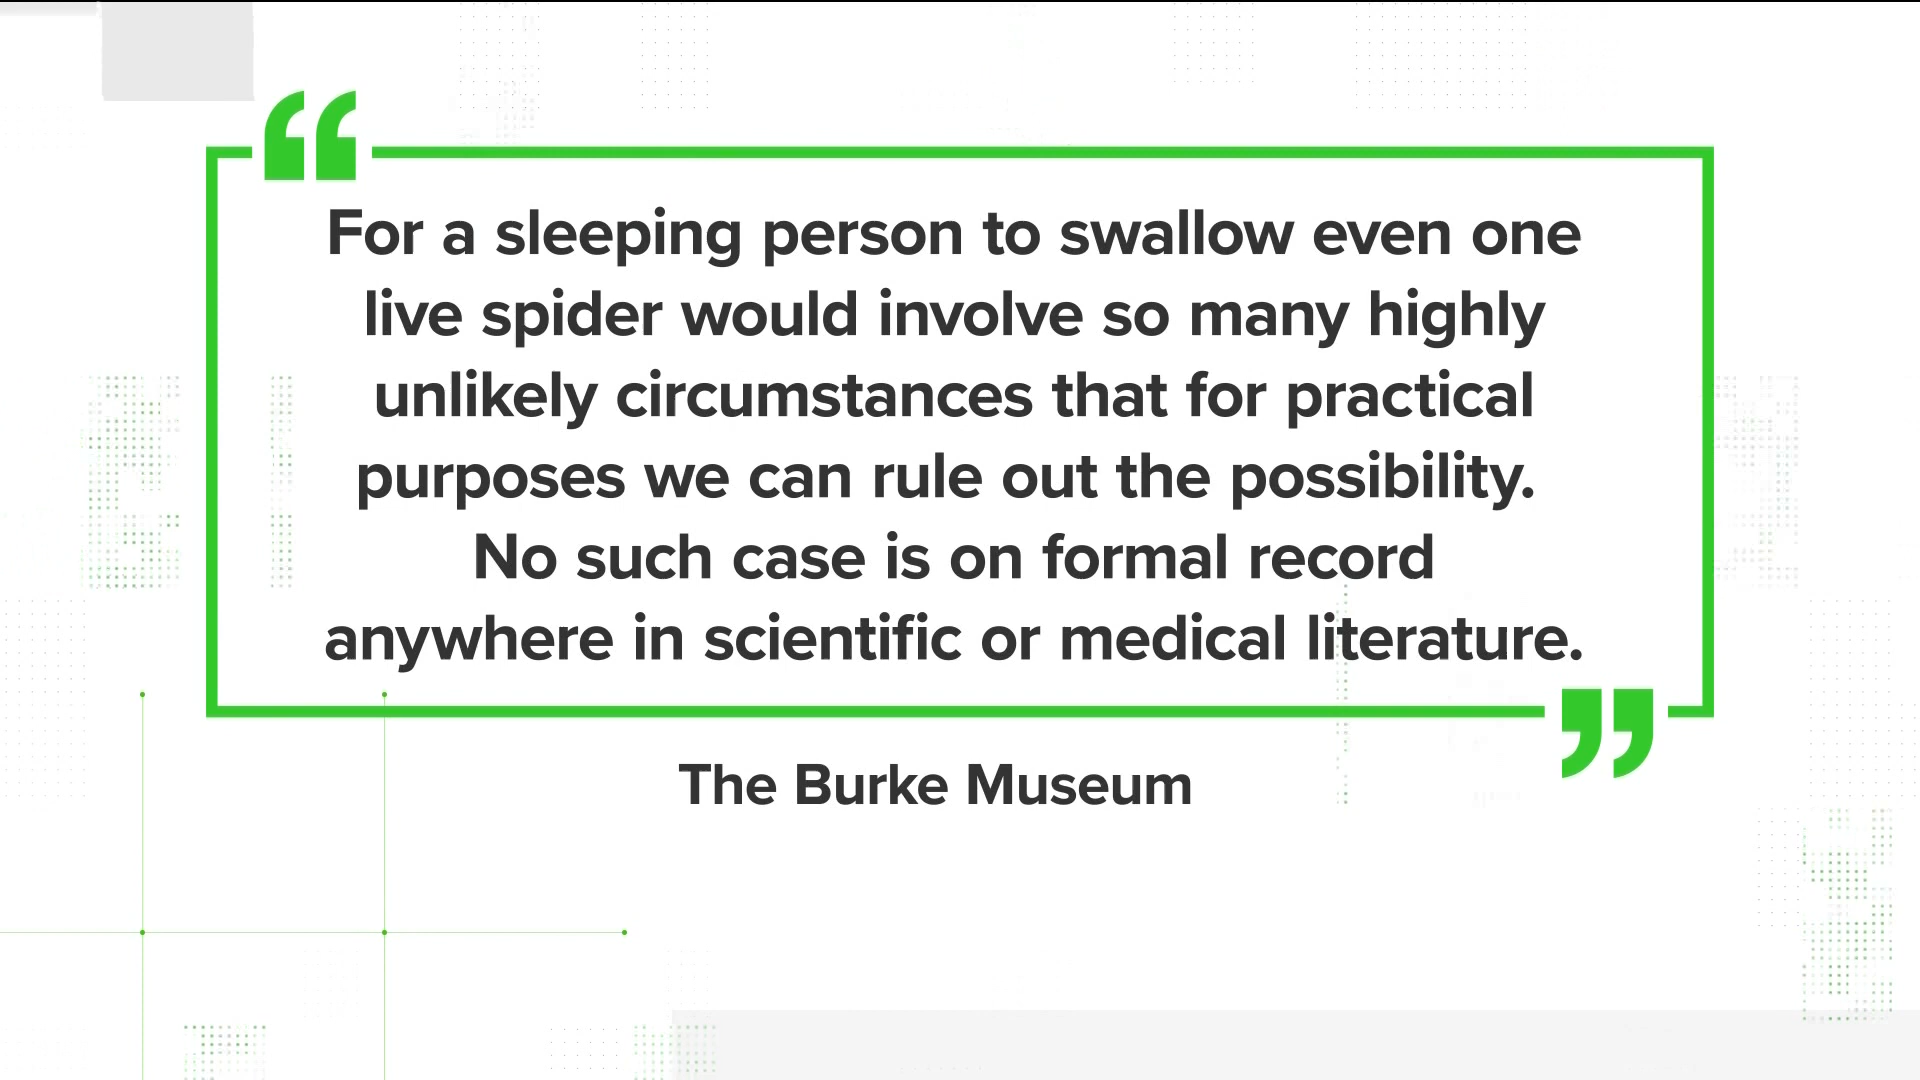 “
For a sleeping person to swallow even one
live spider would involve so many highly
unlikely circumstances that for practical
purposes we can rule out the possibility.
No such case is on formal record
anywhere in scientific or medical literature.
”
The Burke Museum